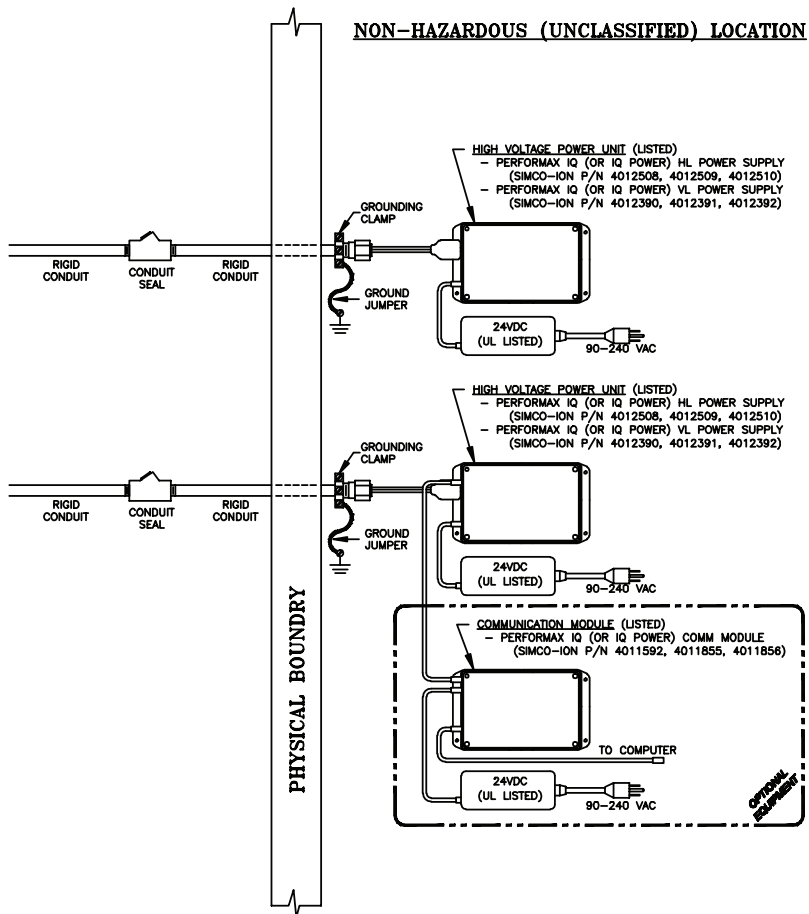 NON-HAZARDOUS (UNCLASSIFIED) LOCATION
HIGH VOLTAGE POWER UNIT (LISTED)
- PERFORMAX IQ (OR IQ POWER) HL POWER SUPPLY
(SIMCO-ION P/N 4012508, 4012509, 4012510)
- PERFORMAX IQ (OR IQ POWER) VL POWER SUPPLY
(SIMCO-ION P/N 4012390, 4012391, 4012392)
GROUNDING
CLAMP
RIGID
CONDUIT
CONDUIT
SEAL
RIGID
CONDUIT
GROUND
JUMPER
24VDC
(UL LISTED)
90-240 VAC
HIGH VOLTAGE POWER UNIT (LISTED)
- PERFORMAX IQ (OR IQ POWER) HL POWER SUPPLY
(SIMCO-ION P/N 4012508, 4012509, 4012510)
- PERFORMAX IQ (OR IQ POWER) VL POWER SUPPLY
(SIMCO-ION P/N 4012390, 4012391, 4012392)
GROUNDING
CLAMP
RIGID
CONDUIT
CONDUIT
SEAL
RIGID
CONDUIT
GROUND
JUMPER
24VDC
(UL LISTED)
90-240 VAC
PHYSICAL BOUNDRY
COMMUNICATION MODULE (LISTED)
- PERFORMAX IQ (OR IQ POWER) COMM MODULE
(SIMCO-ION P/N 4011592, 4011855, 4011856)
TO COMPUTER
24VDC
(UL LISTED)
90-240 VAC
OPTIONAL
EQUIPMENT